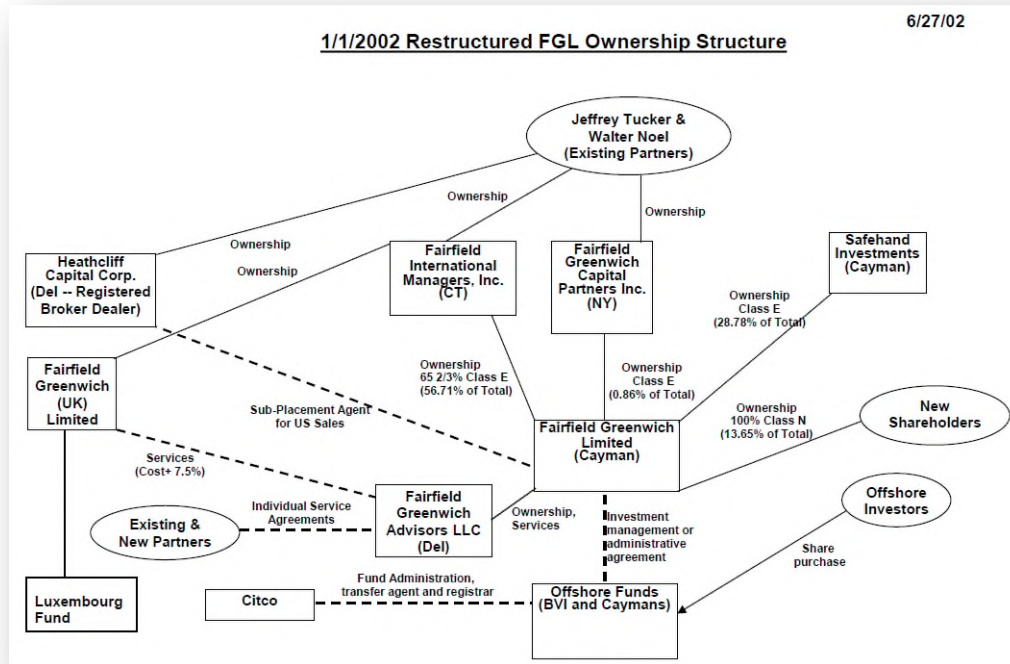 6/27/02
1/1/2002 Restructured FGL Ownership Structure
Jeffrey Tucker &
Walter Noel
(Existing Partners)
Ownership
Ownership
Ownership
Ownership
Heathcliff
Capital Corp.
(Del -- Registered
Broker Dealer)
Fairfield
International
Managers, Inc.
(CT)
Fairfield
Greenwich
Capital
Partners Inc.
(NY)
Safehand
Investments
(Cayman)
Ownership
Class E
(28.78% of Total)
Fairfield
Greenwich
(UK)
Limited
Ownership
65 2/3% Class E
(56.71% of Total)
Ownership
Class E
(0.86% of Total)
Sub-Placement Agent
for US Sales
Fairfield Greenwich
Limited
(Cayman)
Ownership
100% Class N
(13.65% of Total)
New
Shareholders
Services
(Cost+ 7.5%)
Existing &
New Partners
Individual Service
Agreements
Fairfield
Greenwich
Advisors LLC
(Del)
Ownership,
Services
Investment
management or
administrative
agreement
Offshore
Investors
Share
purchase
Luxembourg
Fund
Citco
Fund Administration,
transfer agent and registrar
Offshore Funds
(BVI and Caymans)